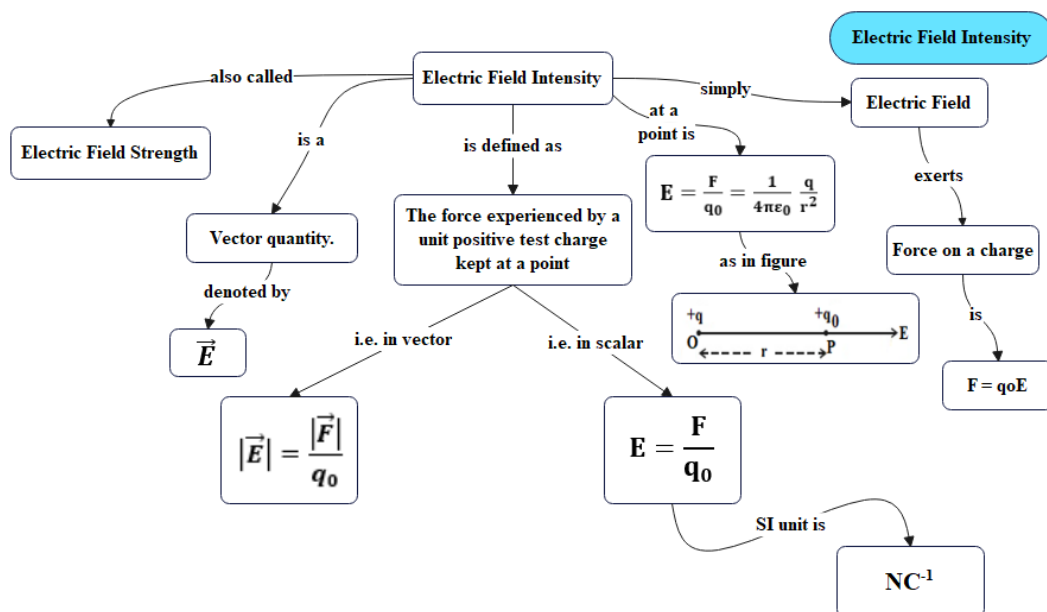 Electric Field Intensity
also called
Electric Field Intensity
simply
Electric Field
Electric Field Strength
is a
is defined as
at a
point is
exerts
E = F/q₀ = 1/4πε₀ q/r²
Vector quantity.
The force experienced by a
unit positive test charge
kept at a point
Force on a charge
as in figure
denoted by
E⃗
+q +q₀
O P E
r
is
F = qoE
i.e. in vector
i.e. in scalar
|E⃗| = |F⃗|/q₀
E = F/q₀
SI unit is
NC⁻¹